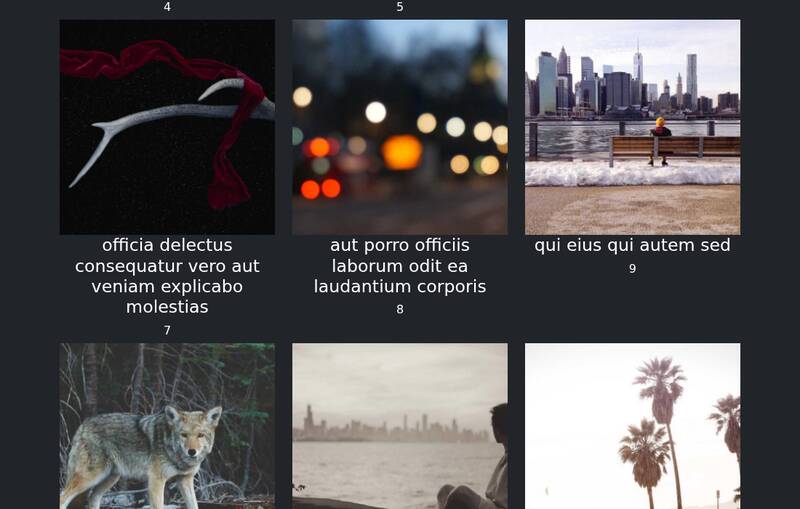 4
5
officia delectus
consequatur vero aut
veniam explicabo
molestias
7
aut porro officiis
laborum odit ea
laudantium corporis
8
qui eius qui autem sed
9